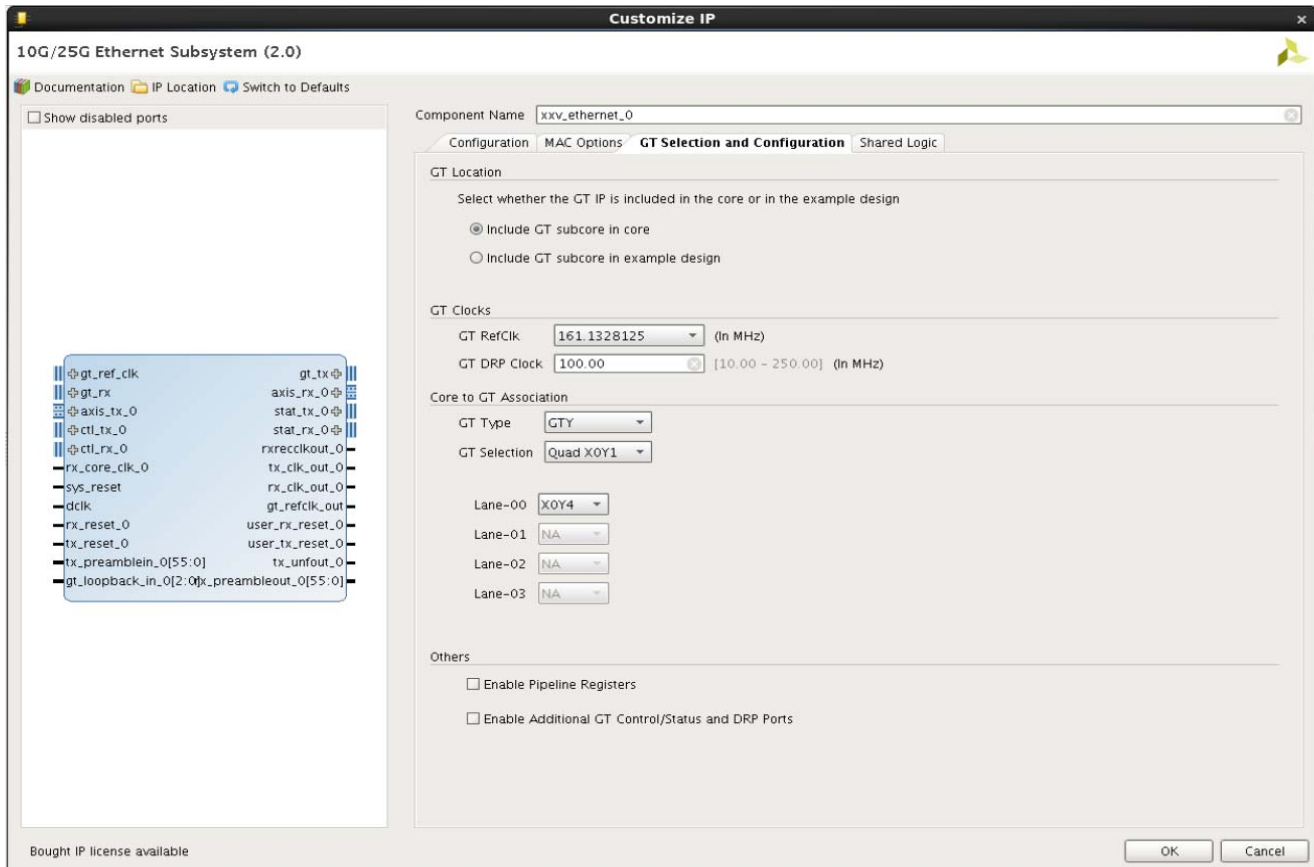 Customize IP
10G/25G Ethernet Subsystem (2.0)
Documentation IP Location Switch to Defaults
Show disabled ports
gt_ref_clk gt_tx
gt_rx axis_rx_0
axis_tx_0 stat_tx_0
ctl_tx_0 stat_rx_0
ctl_rx_0 rxrecclkout_0
rx_core_clk_0 tx_clk_out_0
sys_reset rx_clk_out_0
dclk gt_refclk_out
rx_reset_0 user_rx_reset_0
tx_reset_0 user_tx_reset_0
tx_preamblein_0[55:0] tx_unfout_0
gt_loopback_in_0[2:0] rx_preambleout_0[55:0]
Component Name xxv_ethernet_0
Configuration MAC Options GT Selection and Configuration Shared Logic
GT Location
Select whether the GT IP is included in the core or in the example design
Include GT subcore in core
Include GT subcore in example design
GT Clocks
GT RefClk 161.1328125 (In MHz)
GT DRP Clock 100.00 [10.00 - 250.00] (In MHz)
Core to GT Association
GT Type GTY
GT Selection Quad X0Y1
Lane-00 X0Y4
Lane-01 NA
Lane-02 NA
Lane-03 NA
Others
Enable Pipeline Registers
Enable Additional GT Control/Status and DRP Ports
Bought IP license available
OK Cancel